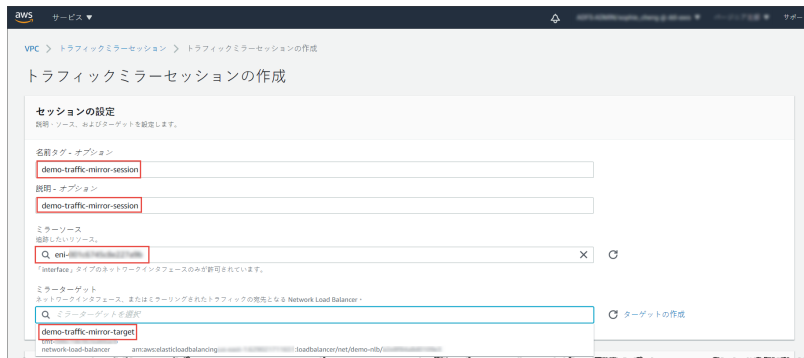 aws サービス サポー
VPC > トラフィックミラーセッション > トラフィックミラーセッションの作成
トラフィックミラーセッションの作成
セッションの設定
説明、ソース、およびターゲットを設定します。
名前タグ - オプション
demo-traffic-mirror-session
説明 - オプション
demo-traffic-mirror-session
ミラーソース
追跡したいリソース。
eni-
「interface」タイプのネットワークインタフェースのみが許可されています。
ミラーターゲット
ネットワークインタフェース、またはミラーリングされたトラフィックの宛先となる Network Load Balancer。
ミラーターゲットを選択 ターゲットの作成
demo-traffic-mirror-target
tmt-
network-load-balancer arn:aws:elasticloadbalancing :loadbalancer/net/demo-nlb/